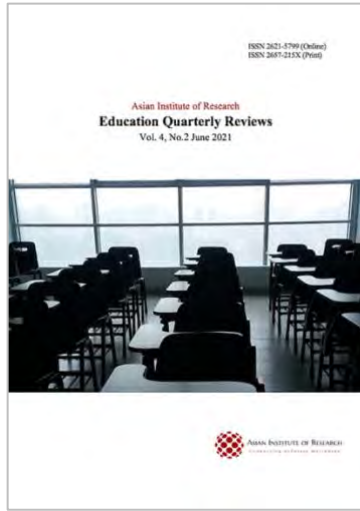 ISSN 2621-5799 (Online)
ISSN 2657-215X (Print)
Asian Institute of Research
Education Quarterly Reviews
Vol. 4, No.2 June 2021
ASIAN INSTITUTE OF RESEARCH